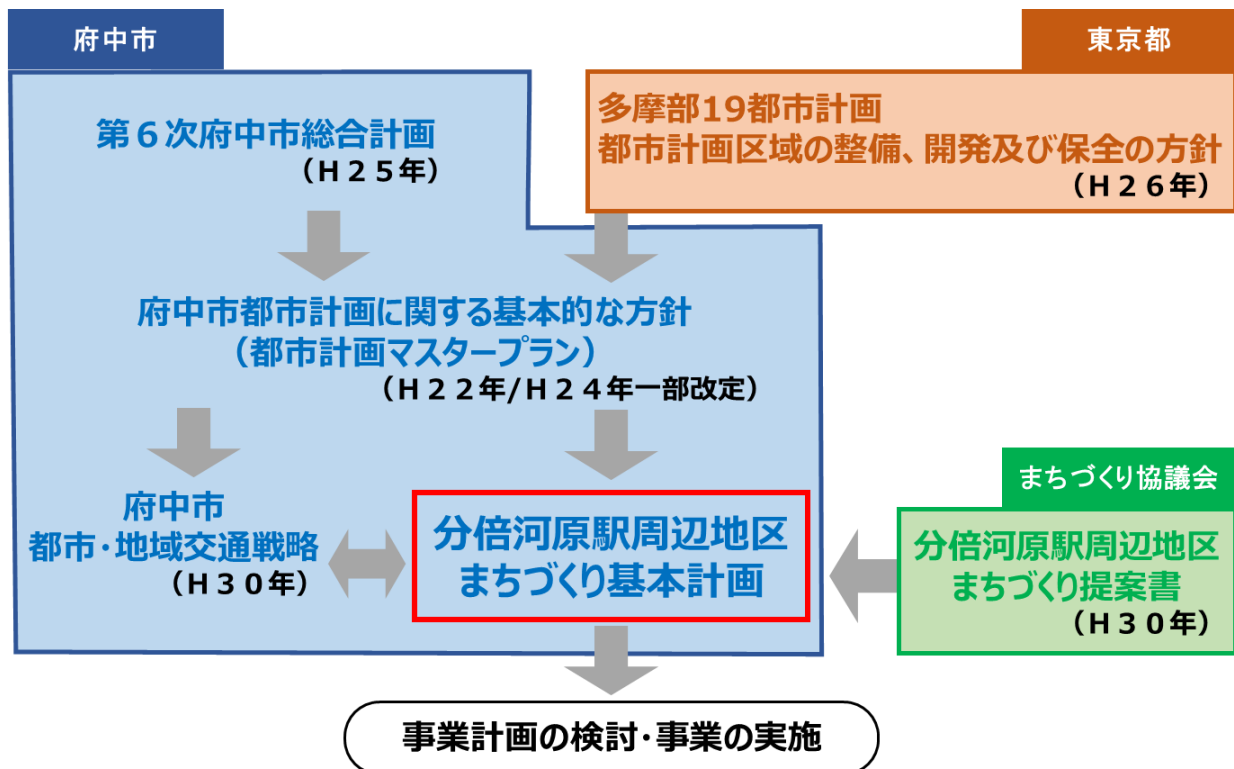 府中市
東京都
第６次府中市総合計画
（Ｈ２５年）
多摩部19都市計画
都市計画区域の整備、開発及び保全の方針
（Ｈ２６年）
府中市都市計画に関する基本的な方針
（都市計画マスタープラン）
（Ｈ２２年/Ｈ２４年一部改定）
府中市
都市・地域交通戦略
（Ｈ３０年）
分倍河原駅周辺地区
まちづくり基本計画
まちづくり協議会
分倍河原駅周辺地区
まちづくり提案書
（Ｈ３０年）
事業計画の検討・事業の実施